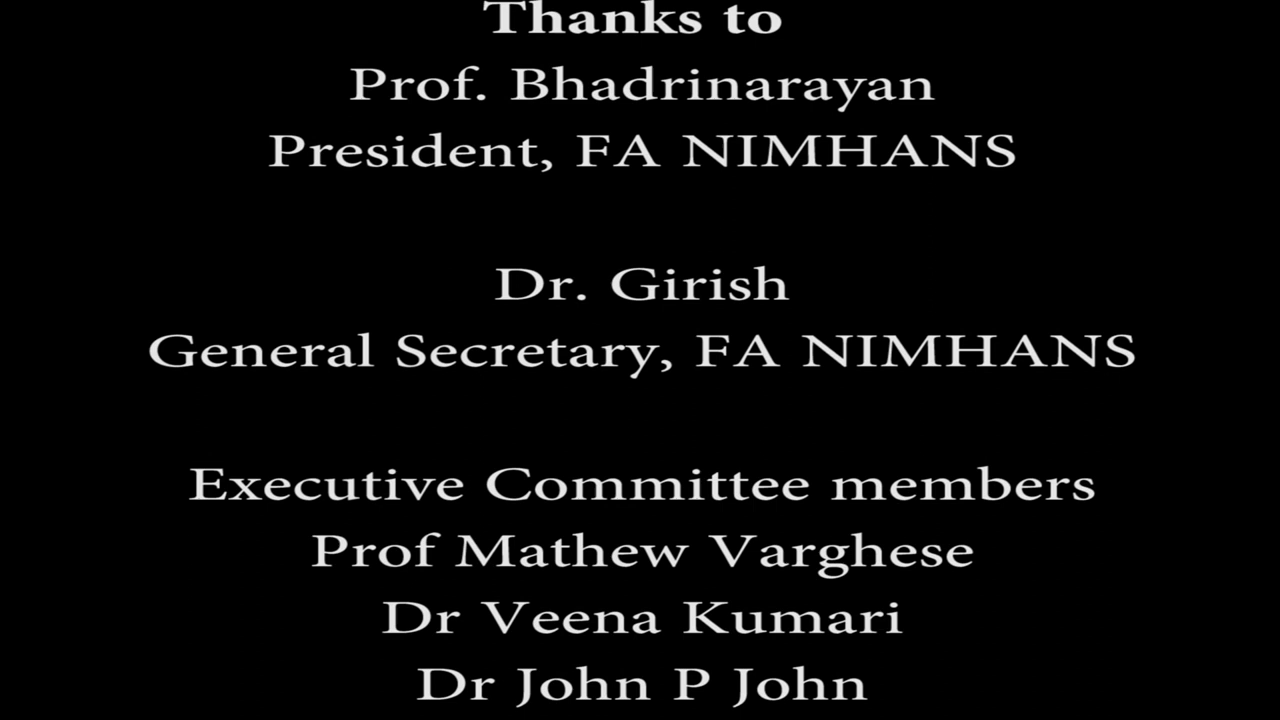 Thanks to
Prof. Bhadrinarayan
President, FA NIMHANS
Dr. Girish
General Secretary, FA NIMHANS
Executive Committee members
Prof Mathew Varghese
Dr Veena Kumari
Dr John P John